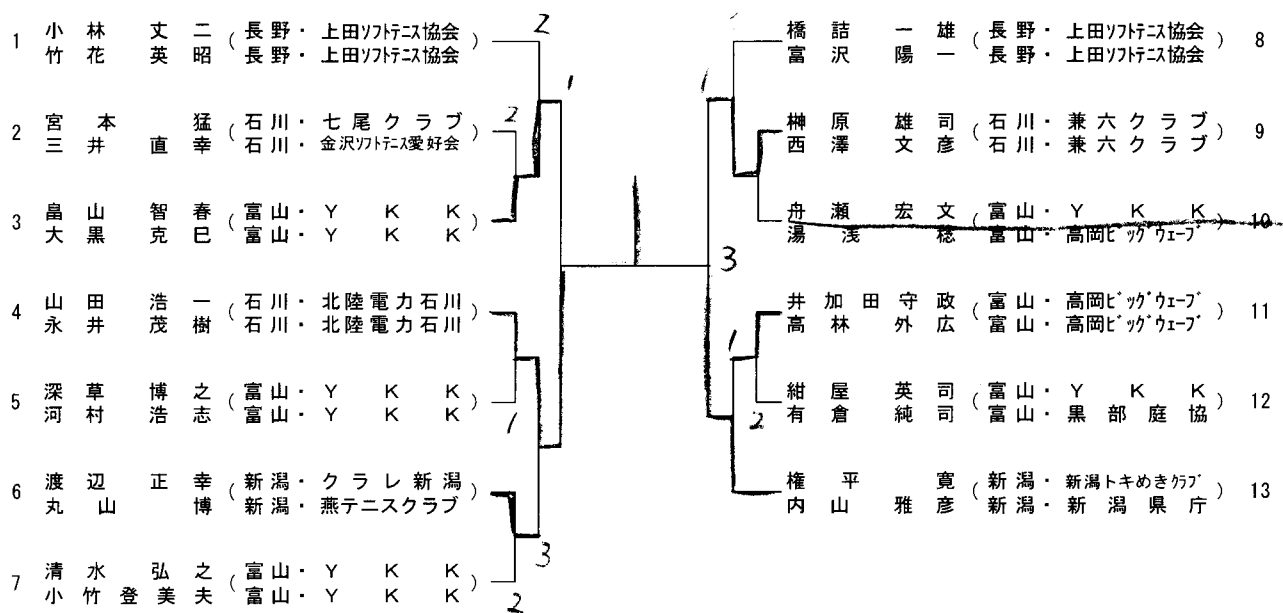 1 小林 丈二 (長野・上田ソフトテニス協会)
竹花 英昭 (長野・上田ソフトテニス協会)
2 宮本 猛 (石川・七尾クラブ)
三井 直幸 (石川・金沢ソフトテニス愛好会)
3 畠山 智春 (富山・YKK)
大黒 克巳 (富山・YKK)
4 山田 浩一 (石川・北陸電力石川)
永井 茂樹 (石川・北陸電力石川)
5 深草 博之 (富山・YKK)
河村 浩志 (富山・YKK)
6 渡辺 正幸 (新潟・クラレ新潟)
丸山 博 (新潟・燕テニスクラブ)
7 清水 弘之 (富山・YKK)
小竹 登美夫 (富山・YKK)
2
2
1
1
3
2
3
1
1
2
橋詰 一雄 (長野・上田ソフトテニス協会) 8
富沢 陽一 (長野・上田ソフトテニス協会)
榊原 雄司 (石川・兼六クラブ) 9
西澤 文彦 (石川・兼六クラブ)
舟瀬 宏文 (富山・YKK) 10
湯浅 稔 (富山・高岡ビッグウェーブ)
井加田 守政 (富山・高岡ビッグウェーブ) 11
高林 外広 (富山・高岡ビッグウェーブ)
紺屋 英司 (富山・YKK) 12
有倉 純司 (富山・黒部庭協)
権平 寛 (新潟・新潟トキめきクラブ) 13
内山 雅彦 (新潟・新潟県庁)